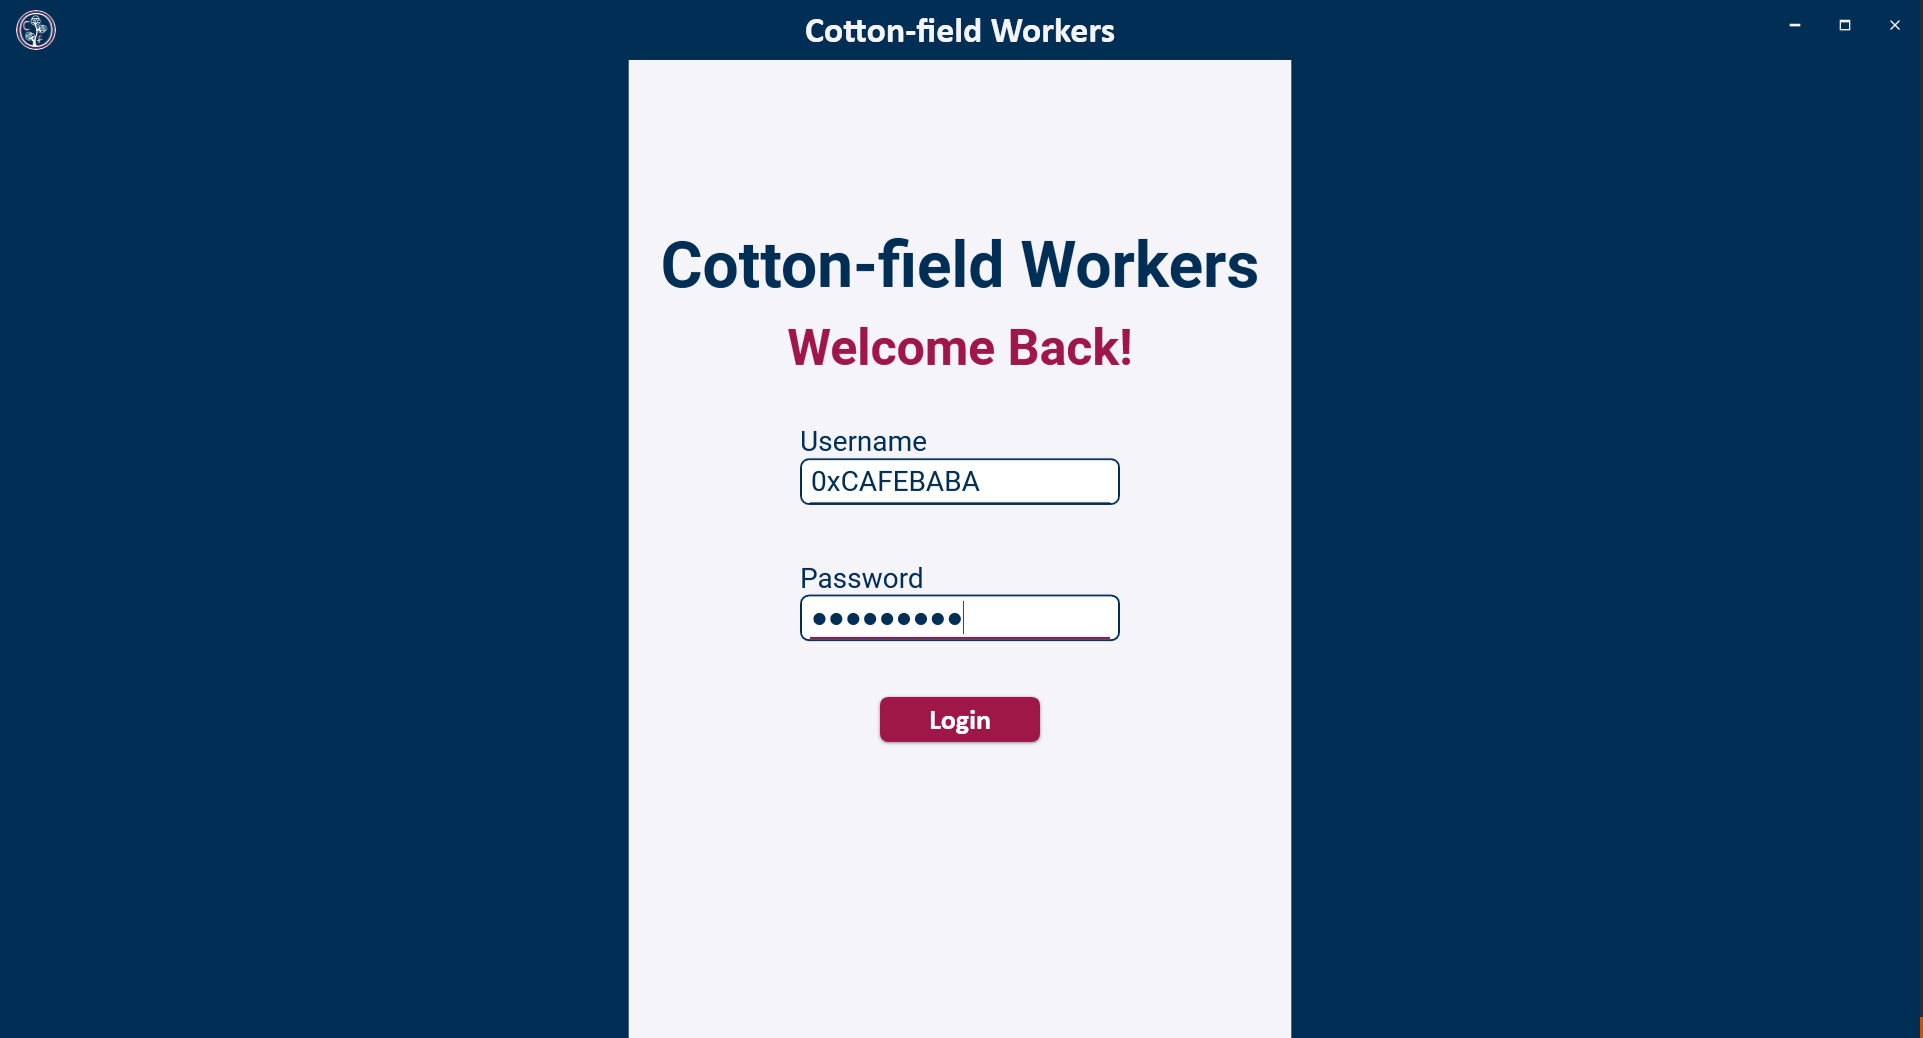 Cotton-field Workers
Cotton-field Workers
Welcome Back!
Username
0xCAFEBABA
Password
Login